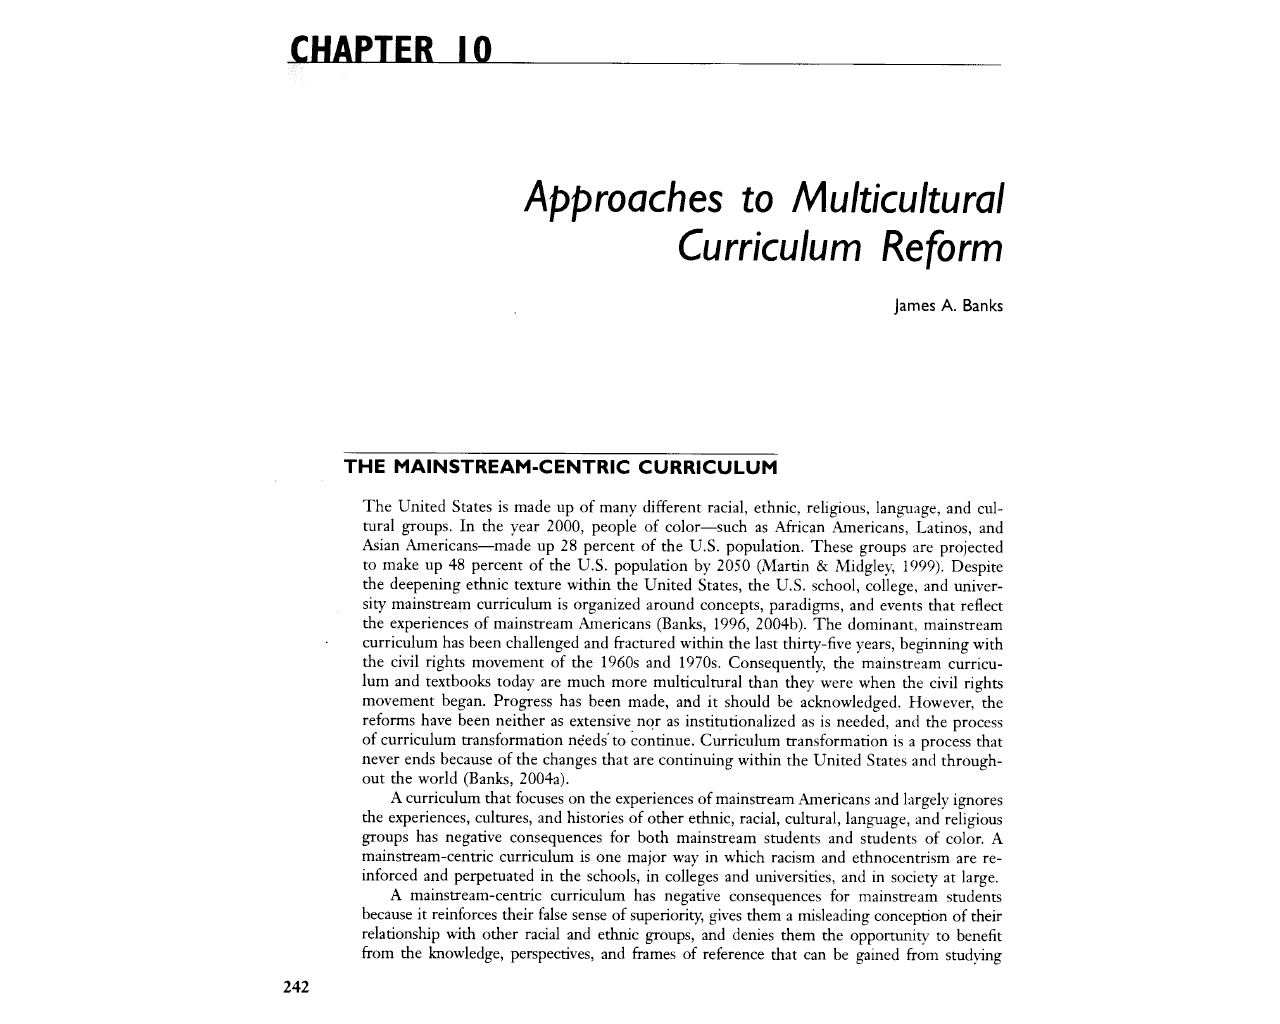 CHAPTER 10
Approaches to Multicultural
Curriculum Reform
James A. Banks
THE MAINSTREAM-CENTRIC CURRICULUM
The United States is made up of many different racial, ethnic, religious, language, and cul-
tural groups. In the year 2000, people of color—such as African Americans, Latinos, and
Asian Americans—made up 28 percent of the U.S. population. These groups are projected
to make up 48 percent of the U.S. population by 2050 (Martin & Midgley, 1999). Despite
the deepening ethnic texture within the United States, the U.S. school, college, and univer-
sity mainstream curriculum is organized around concepts, paradigms, and events that reflect
the experiences of mainstream Americans (Banks, 1996, 2004b). The dominant, mainstream
curriculum has been challenged and fractured within the last thirty-five years, beginning with
the civil rights movement of the 1960s and 1970s. Consequently, the mainstream curricu-
lum and textbooks today are much more multicultural than they were when the civil rights
movement began. Progress has been made, and it should be acknowledged. However, the
reforms have been neither as extensive nor as institutionalized as is needed, and the process
of curriculum transformation needs to continue. Curriculum transformation is a process that
never ends because of the changes that are continuing within the United States and through-
out the world (Banks, 2004a).
A curriculum that focuses on the experiences of mainstream Americans and largely ignores
the experiences, cultures, and histories of other ethnic, racial, cultural, language, and religious
groups has negative consequences for both mainstream students and students of color. A
mainstream-centric curriculum is one major way in which racism and ethnocentrism are re-
inforced and perpetuated in the schools, in colleges and universities, and in society at large.
A mainstream-centric curriculum has negative consequences for mainstream students
because it reinforces their false sense of superiority, gives them a misleading conception of their
relationship with other racial and ethnic groups, and denies them the opportunity to benefit
from the knowledge, perspectives, and frames of reference that can be gained from studying
242